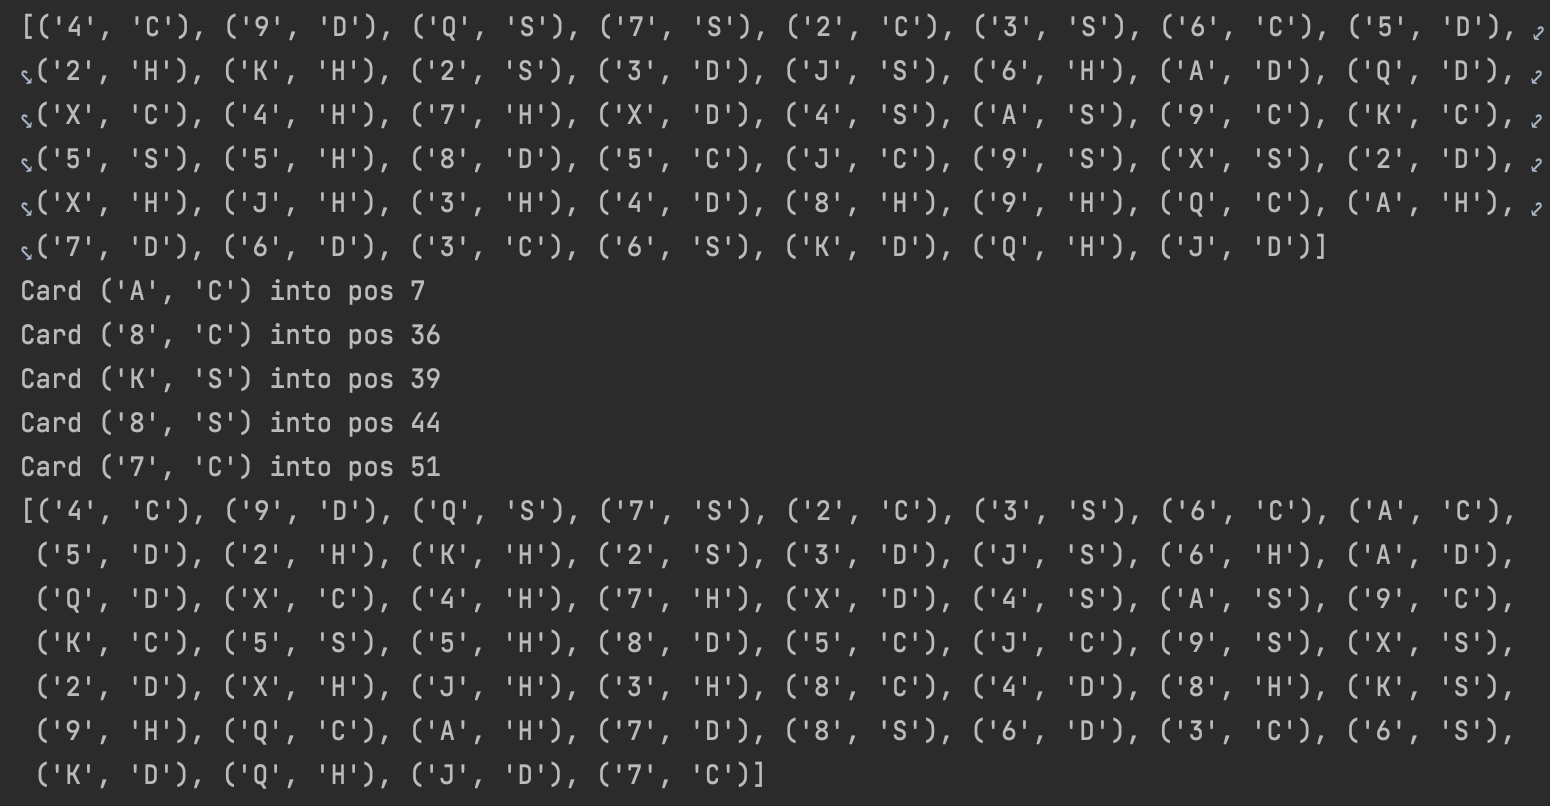 [('4', 'C'), ('9', 'D'), ('Q', 'S'), ('7', 'S'), ('2', 'C'), ('3', 'S'), ('6', 'C'), ('5', 'D'),
('2', 'H'), ('K', 'H'), ('2', 'S'), ('3', 'D'), ('J', 'S'), ('6', 'H'), ('A', 'D'), ('Q', 'D'),
('X', 'C'), ('4', 'H'), ('7', 'H'), ('X', 'D'), ('4', 'S'), ('A', 'S'), ('9', 'C'), ('K', 'C'),
('5', 'S'), ('5', 'H'), ('8', 'D'), ('5', 'C'), ('J', 'C'), ('9', 'S'), ('X', 'S'), ('2', 'D'),
('X', 'H'), ('J', 'H'), ('3', 'H'), ('4', 'D'), ('8', 'H'), ('9', 'H'), ('Q', 'C'), ('A', 'H'),
('7', 'D'), ('6', 'D'), ('3', 'C'), ('6', 'S'), ('K', 'D'), ('Q', 'H'), ('J', 'D')]
Card ('A', 'C') into pos 7
Card ('8', 'C') into pos 36
Card ('K', 'S') into pos 39
Card ('8', 'S') into pos 44
Card ('7', 'C') into pos 51
[('4', 'C'), ('9', 'D'), ('Q', 'S'), ('7', 'S'), ('2', 'C'), ('3', 'S'), ('6', 'C'), ('A', 'C'),
('5', 'D'), ('2', 'H'), ('K', 'H'), ('2', 'S'), ('3', 'D'), ('J', 'S'), ('6', 'H'), ('A', 'D'),
('Q', 'D'), ('X', 'C'), ('4', 'H'), ('7', 'H'), ('X', 'D'), ('4', 'S'), ('A', 'S'), ('9', 'C'),
('K', 'C'), ('5', 'S'), ('5', 'H'), ('8', 'D'), ('5', 'C'), ('J', 'C'), ('9', 'S'), ('X', 'S'),
('2', 'D'), ('X', 'H'), ('J', 'H'), ('3', 'H'), ('8', 'C'), ('4', 'D'), ('8', 'H'), ('K', 'S'),
('9', 'H'), ('Q', 'C'), ('A', 'H'), ('7', 'D'), ('8', 'S'), ('6', 'D'), ('3', 'C'), ('6', 'S'),
('K', 'D'), ('Q', 'H'), ('J', 'D'), ('7', 'C')]